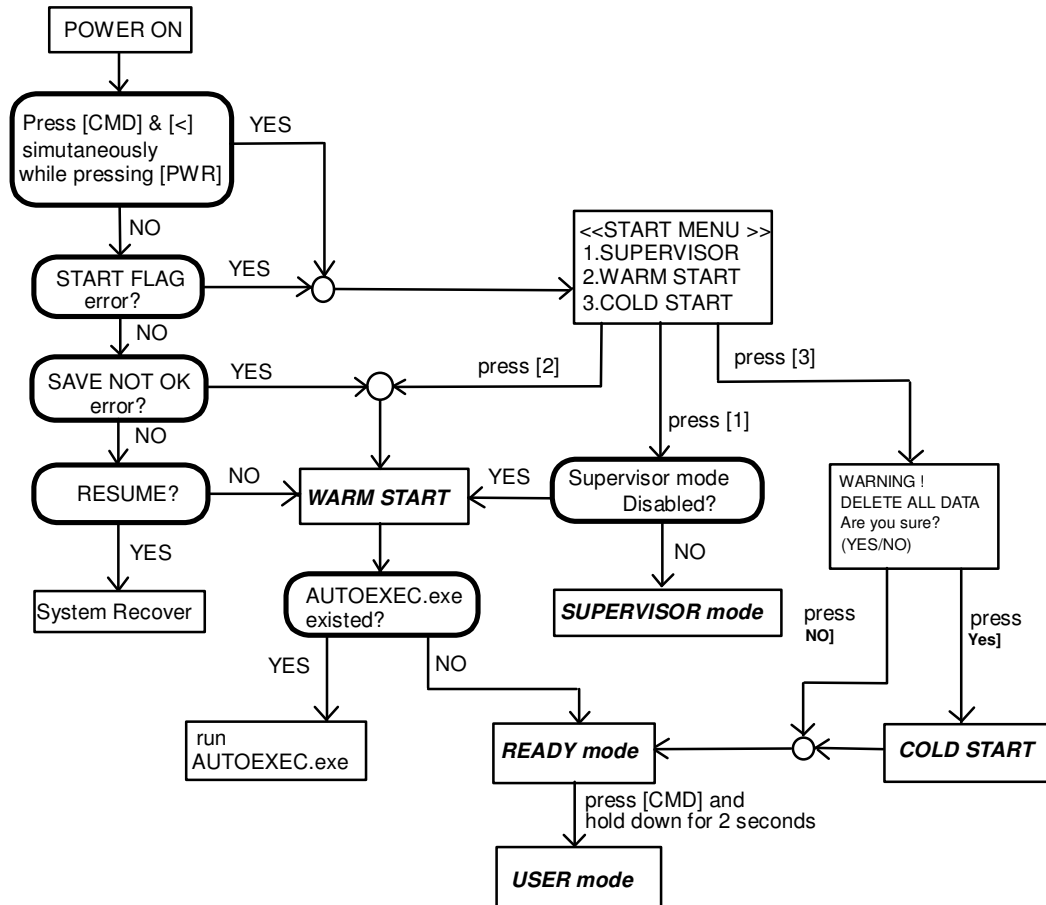 POWER ON
Press [CMD] & [<]
simutaneously
while pressing [PWR]
YES
NO
<<START MENU >>
1.SUPERVISOR
2.WARM START
3.COLD START
START FLAG
error?
YES
NO
press [2]
press [3]
SAVE NOT OK
error?
YES
press [1]
NO
RESUME?
NO
WARM START
YES
Supervisor mode
Disabled?
WARNING !
DELETE ALL DATA
Are you sure?
(YES/NO)
YES
NO
System Recover
AUTOEXEC.exe
existed?
SUPERVISOR mode
press
NO]
press
Yes]
YES
NO
run
AUTOEXEC.exe
READY mode
COLD START
press [CMD] and
hold down for 2 seconds
USER mode